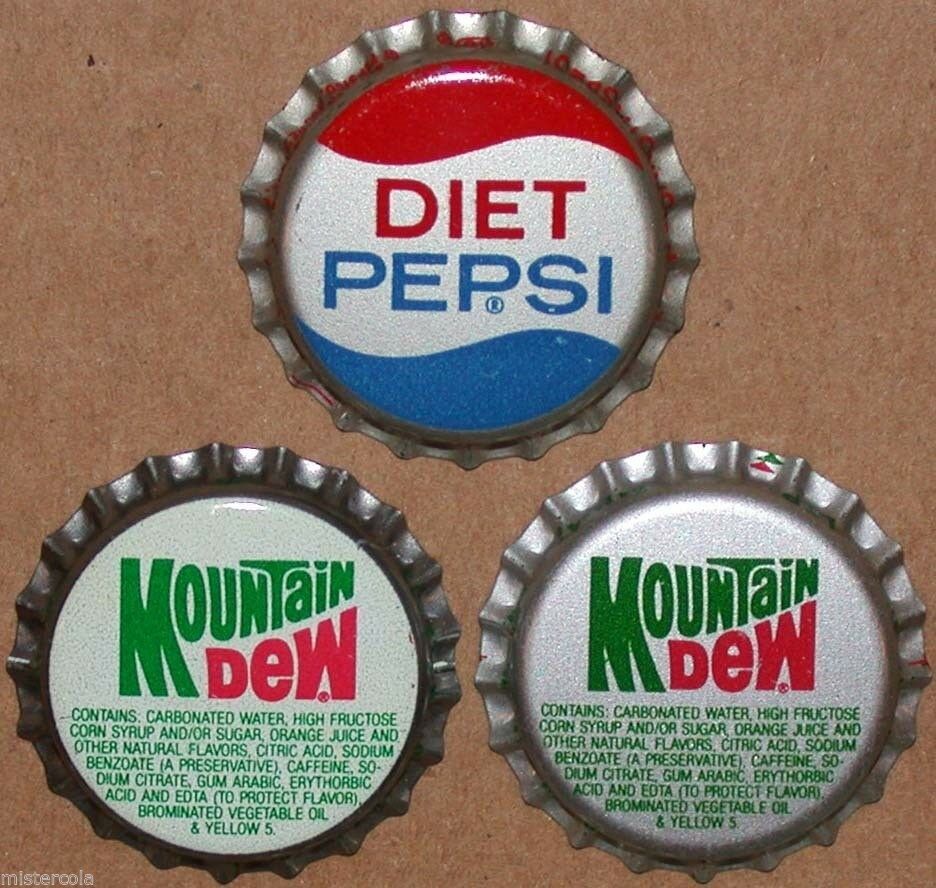 DIET
PEPSI
®
MOUNTAIN
DEW®
CONTAINS: CARBONATED WATER, HIGH FRUCTOSE
CORN SYRUP AND/OR SUGAR, ORANGE JUICE AND
OTHER NATURAL FLAVORS, CITRIC ACID, SODIUM
BENZOATE (A PRESERVATIVE), CAFFEINE, SO-
DIUM CITRATE, GUM ARABIC, ERYTHORBIC
ACID AND EDTA (TO PROTECT FLAVOR),
BROMINATED VEGETABLE OIL
& YELLOW 5.
MOUNTAIN
DEW®
CONTAINS: CARBONATED WATER, HIGH FRUCTOSE
CORN SYRUP AND/OR SUGAR, ORANGE JUICE AND
OTHER NATURAL FLAVORS, CITRIC ACID, SODIUM
BENZOATE (A PRESERVATIVE), CAFFEINE, SO-
DIUM CITRATE, GUM ARABIC, ERYTHORBIC
ACID AND EDTA (TO PROTECT FLAVOR),
BROMINATED VEGETABLE OIL
& YELLOW 5
mistercola